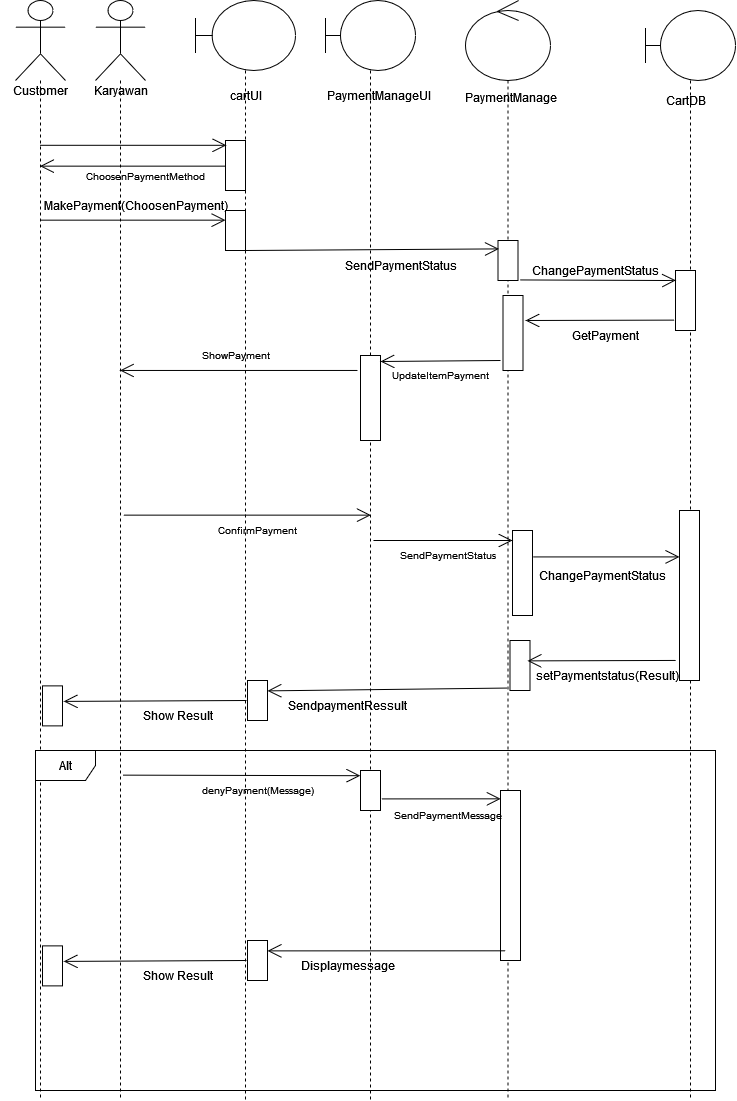 Customer
Karyawan
cartUI
PaymentManageUI
PaymentManage
CartDB
ChoosenPaymentMethod
MakePayment(ChoosenPayment)
SendPaymentStatus
ChangePaymentStatus
GetPayment
ShowPayment
UpdateItemPayment
ConfirmPayment
SendPaymentStatus
ChangePaymentStatus
setPaymentstatus(Result)
SendpaymentRessult
Show Result
Alt
denyPayment(Message)
SendPaymentMessage
Displaymessage
Show Result